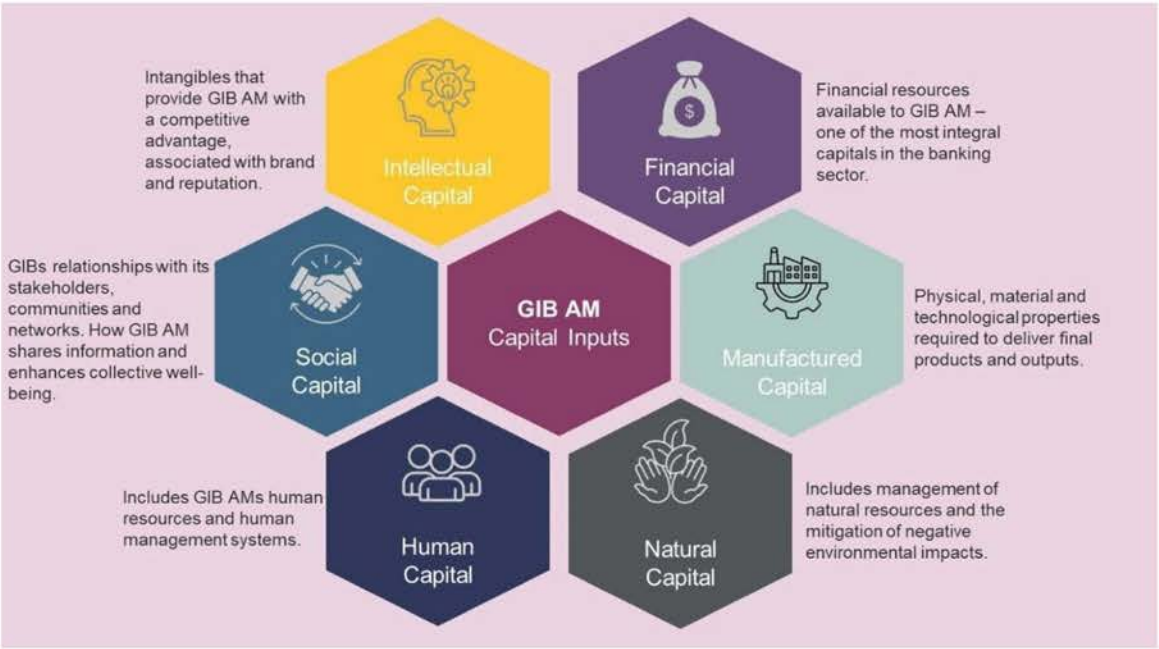 Intangibles that
provide GIB AM with
a competitive
advantage,
associated with brand
and reputation.
Intellectual
Capital
$
Financial
Capital
Financial resources
available to GIB AM –
one of the most integral
capitals in the banking
sector.
GIBs relationships with its
stakeholders,
communities and
networks. How GIB AM
shares information and
enhances collective well-
being.
Social
Capital
GIB AM
Capital Inputs
Manufactured
Capital
Physical, material and
technological properties
required to deliver final
products and outputs.
Includes GIB AMs human
resources and human
management systems.
Human
Capital
Natural
Capital
Includes management of
natural resources and the
mitigation of negative
environmental impacts.